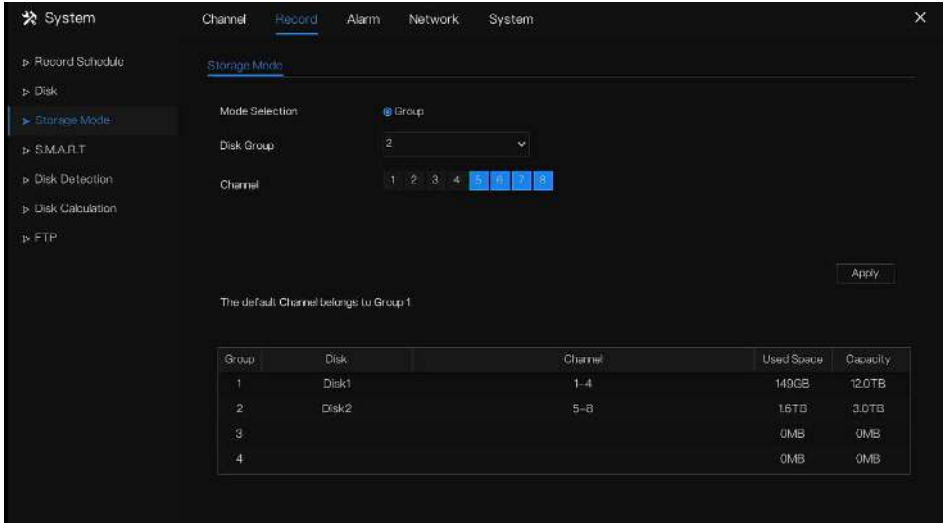 System Channel Record Alarm Network System
Record Schedule
Disk
Storage Mode
S.M.A.R.T
Disk Detection
Disk Calculation
FTP
Storage Mode
Mode Selection Group
Disk Group 2
Channel 1 2 3 4 5 6 7 8
Apply
The default Channel belongs to Group 1
Group Disk Channel Used Space Capacity
1 Disk1 1-4 149GB 12.0TB
2 Disk2 5-8 1.6TB 3.0TB
3 0MB 0MB
4 0MB 0MB